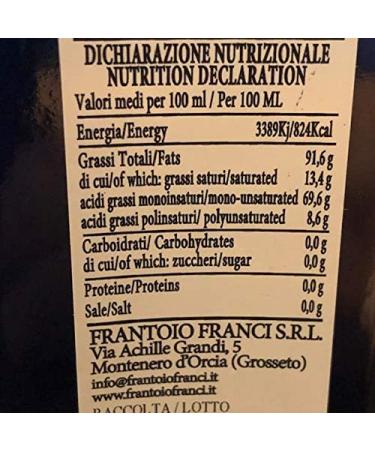 DICHIARAZIONE NUTRIZIONALE
NUTRITION DECLARATION
Valori medi per 100 ml / Per 100 ML
Energia/Energy 3389Kj/824Kcal
Grassi Totali/Fats 91,6 g
di cui/of which: grassi saturi/saturated 13,4 g
acidi grassi monoinsaturi/mono-unsaturated 69,6 g
acidi grassi polinsaturi/ polyunsaturated 8,6 g
Carboidrati/ Carbohydrates 0,0 g
di cui/of which: zuccheri/sugar 0,0 g
Proteine/Proteins 0,0 g
Sale/Salt 0,0 g
FRANTOIO FRANCI S.R.L.
Via Achille Grandi, 5
Montenero d'Orcia (Grosseto)
info@frantoiofranci.it
www.frantoiofranci.it
RACCOLTA / LOTTO